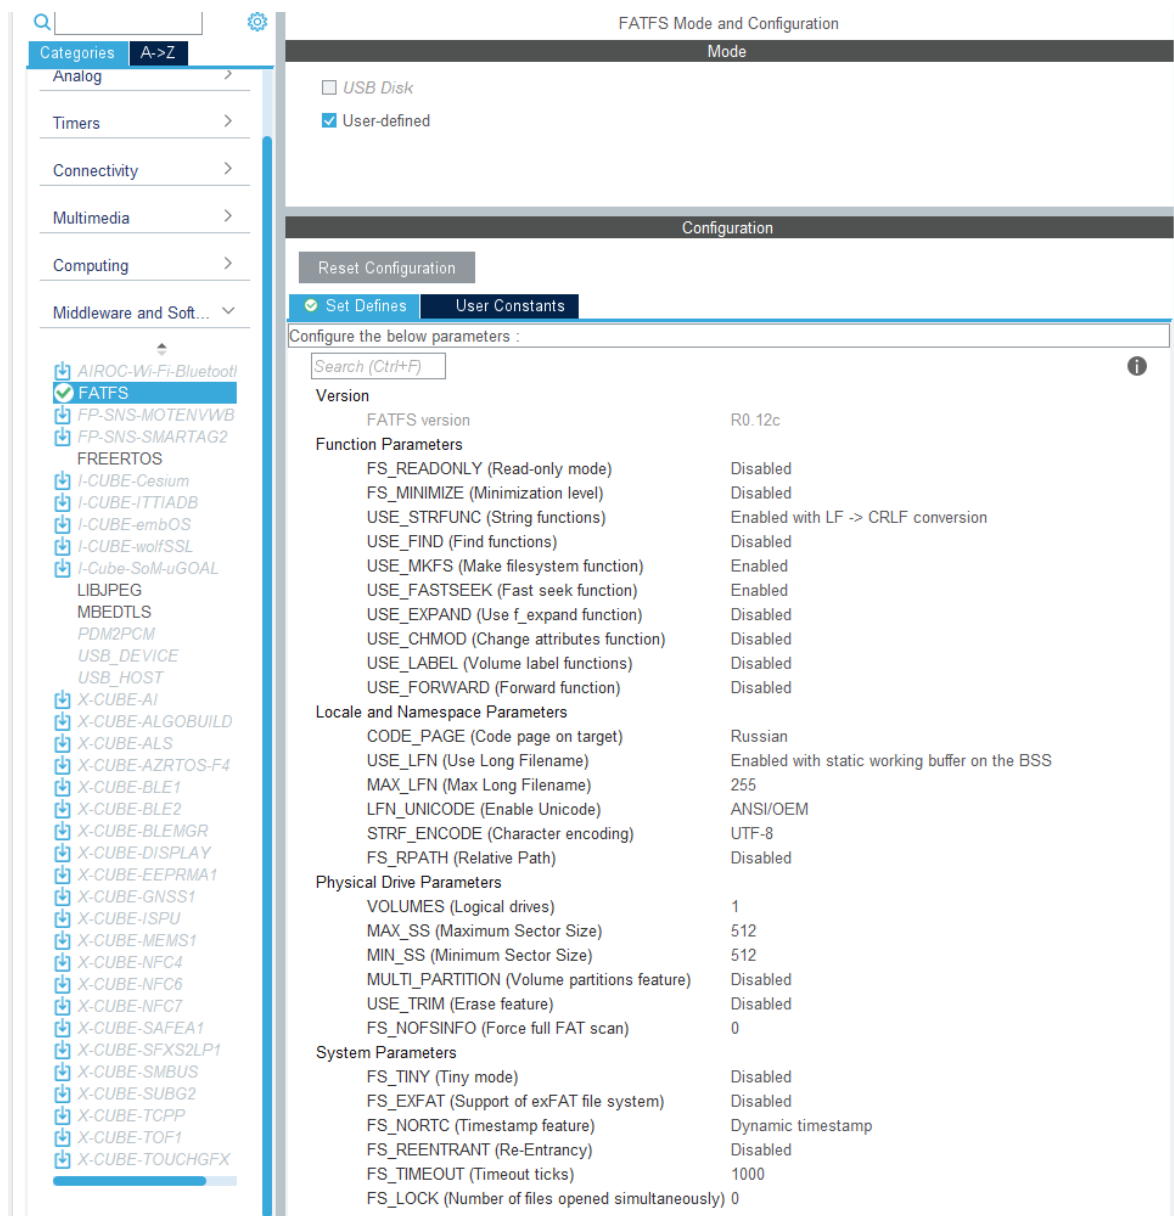 Categories
A->Z
Analog
Timers
Connectivity
Multimedia
Computing
Middleware and Soft...
AIROC-Wi-Fi-Bluetootl
FATFS
FP-SNS-MOTENVWB
FP-SNS-SMARTAG2
FREERTOS
I-CUBE-Cesium
I-CUBE-ITTIADB
I-CUBE-embOS
I-CUBE-wolfSSL
I-Cube-SoM-uGOAL
LIBJPEG
MBEDTLS
PDM2PCM
USB_DEVICE
USB_HOST
X-CUBE-AI
X-CUBE-ALGOBUILD
X-CUBE-ALS
X-CUBE-AZRTOS-F4
X-CUBE-BLE1
X-CUBE-BLE2
X-CUBE-BLEMGR
X-CUBE-DISPLAY
X-CUBE-EEPRMA1
X-CUBE-GNSS1
X-CUBE-ISPU
X-CUBE-MEMS1
X-CUBE-NFC4
X-CUBE-NFC6
X-CUBE-NFC7
X-CUBE-SAFEA1
X-CUBE-SFXS2LP1
X-CUBE-SMBUS
X-CUBE-SUBG2
X-CUBE-TCPP
X-CUBE-TOF1
X-CUBE-TOUCHGFX
FATFS Mode and Configuration
Mode
USB Disk
User-defined
Configuration
Reset Configuration
Set Defines
User Constants
Configure the below parameters :
Search (Ctrl+F)
Version
FATFS version R0.12c
Function Parameters
FS_READONLY (Read-only mode) Disabled
FS_MINIMIZE (Minimization level) Disabled
USE_STRFUNC (String functions) Enabled with LF -> CRLF conversion
USE_FIND (Find functions) Disabled
USE_MKFS (Make filesystem function) Enabled
USE_FASTSEEK (Fast seek function) Enabled
USE_EXPAND (Use f_expand function) Disabled
USE_CHMOD (Change attributes function) Disabled
USE_LABEL (Volume label functions) Disabled
USE_FORWARD (Forward function) Disabled
Locale and Namespace Parameters
CODE_PAGE (Code page on target) Russian
USE_LFN (Use Long Filename) Enabled with static working buffer on the BSS
MAX_LFN (Max Long Filename) 255
LFN_UNICODE (Enable Unicode) ANSI/OEM
STRF_ENCODE (Character encoding) UTF-8
FS_RPATH (Relative Path) Disabled
Physical Drive Parameters
VOLUMES (Logical drives) 1
MAX_SS (Maximum Sector Size) 512
MIN_SS (Minimum Sector Size) 512
MULTI_PARTITION (Volume partitions feature) Disabled
USE_TRIM (Erase feature) Disabled
FS_NOFSINFO (Force full FAT scan) 0
System Parameters
FS_TINY (Tiny mode) Disabled
FS_EXFAT (Support of exFAT file system) Disabled
FS_NORTC (Timestamp feature) Dynamic timestamp
FS_REENTRANT (Re-Entrancy) Disabled
FS_TIMEOUT (Timeout ticks) 1000
FS_LOCK (Number of files opened simultaneously) 0